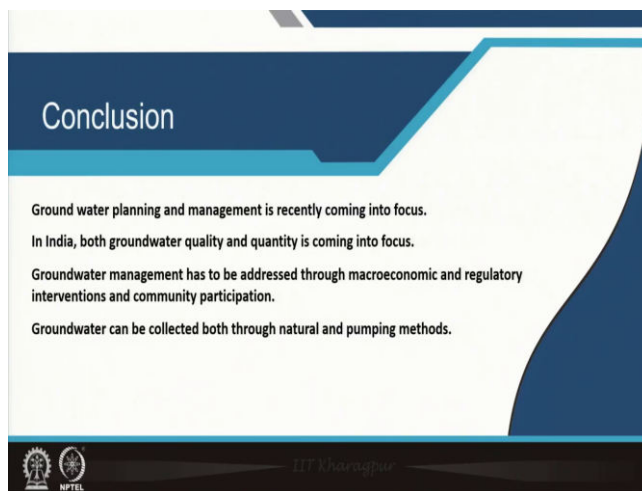 Conclusion
Ground water planning and management is recently coming into focus.
In India, both groundwater quality and quantity is coming into focus.
Groundwater management has to be addressed through macroeconomic and regulatory
interventions and community participation.
Groundwater can be collected both through natural and pumping methods.
IIT Kharagpur
NPTEL